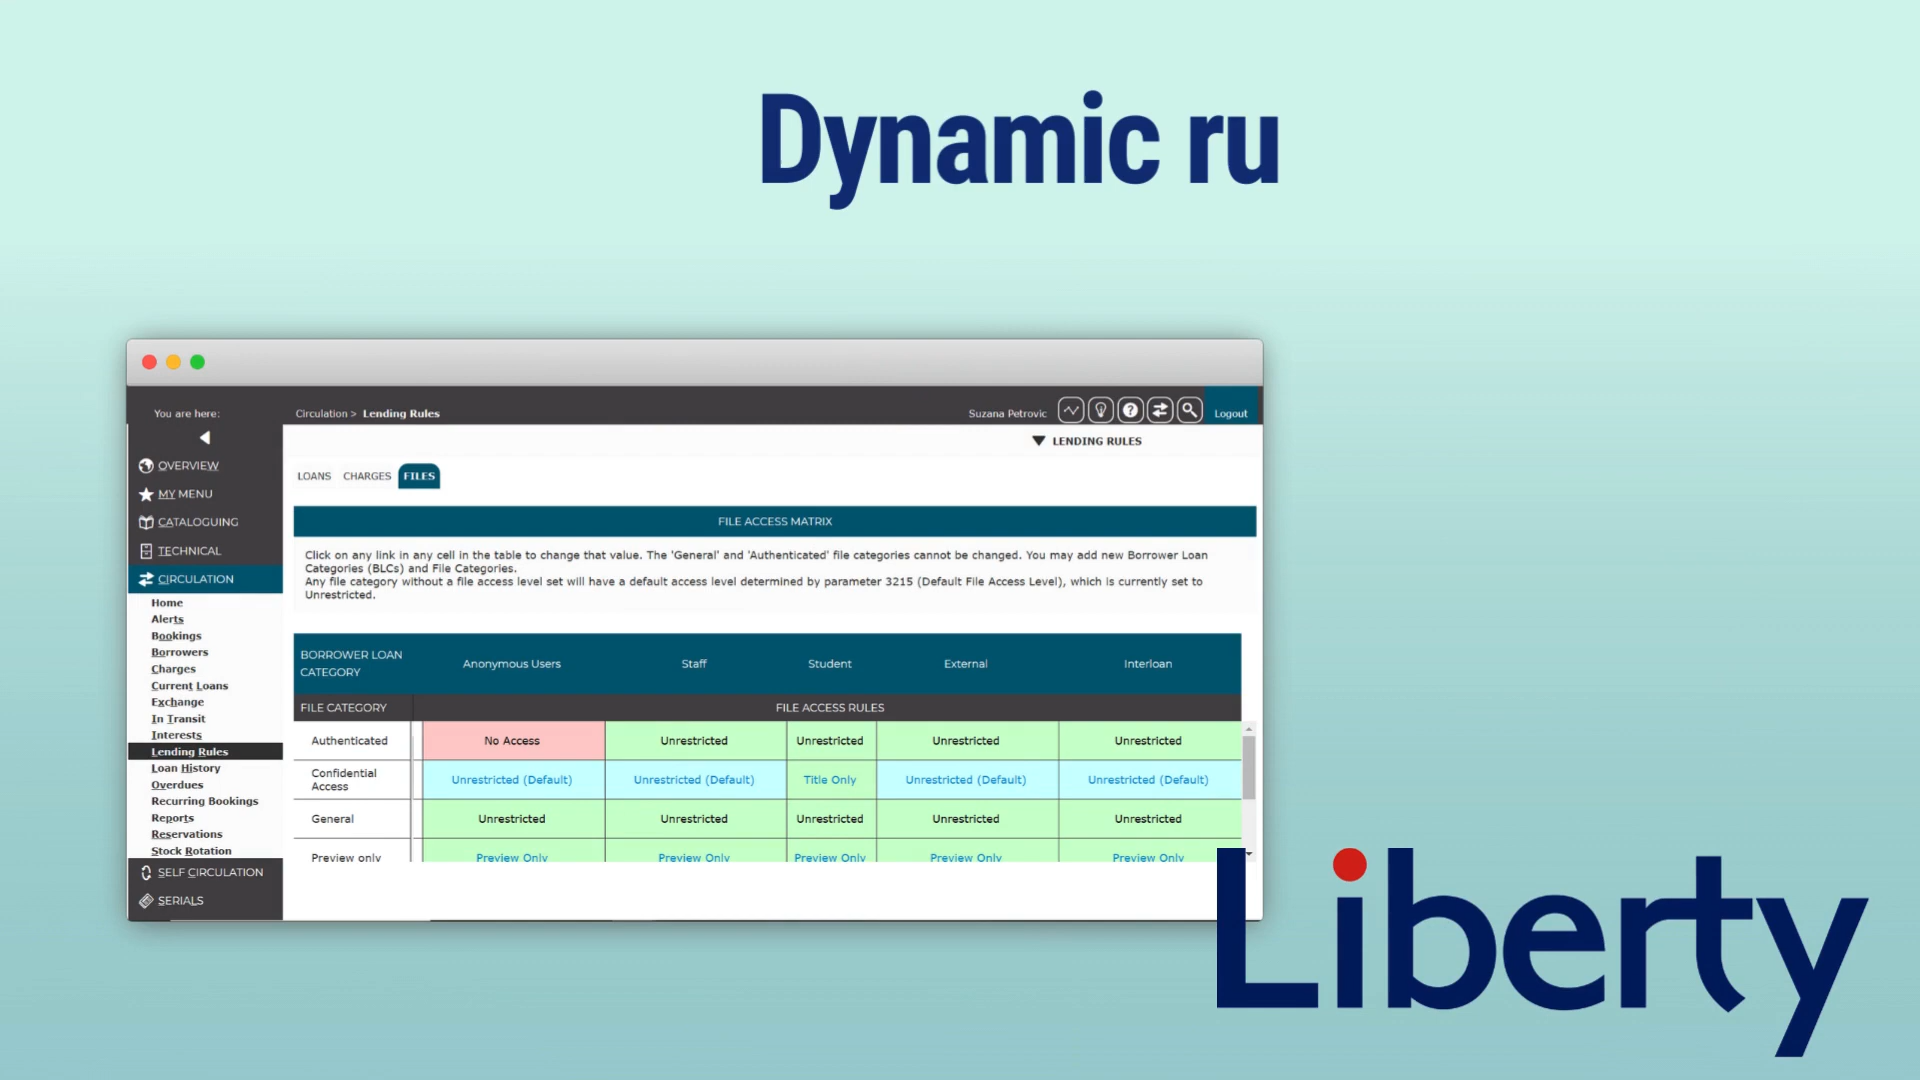 Dynamic ru
You are here:
Circulation > Lending Rules
Suzana Petrovic
Logout
LENDING RULES
OVERVIEW
MY MENU
CATALOGUING
TECHNICAL
CIRCULATION
Home
Alerts
Bookings
Borrowers
Charges
Current Loans
Exchange
In Transit
Interests
Lending Rules
Loan History
Overdues
Recurring Bookings
Reports
Reservations
Stock Rotation
SELF CIRCULATION
SERIALS
LOANS CHARGES FILES
FILE ACCESS MATRIX
Click on any link in any cell in the table to change that value. The 'General' and 'Authenticated' file categories cannot be changed. You may add new Borrower Loan
Categories (BLCs) and File Categories.
Any file category without a file access level set will have a default access level determined by parameter 3215 (Default File Access Level), which is currently set to
Unrestricted.
BORROWER LOAN
CATEGORY
Anonymous Users Staff Student External Interloan
FILE CATEGORY FILE ACCESS RULES
Authenticated No Access Unrestricted Unrestricted Unrestricted Unrestricted
Confidential
Access
Unrestricted (Default) Unrestricted (Default) Title Only Unrestricted (Default) Unrestricted (Default)
General Unrestricted Unrestricted Unrestricted Unrestricted Unrestricted
Preview only Preview Only Preview Only Preview Only Preview Only Preview Only
Liberty